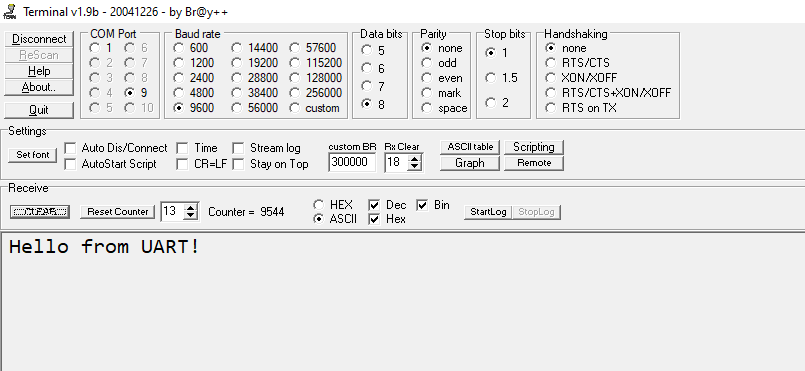 Terminal v1.9b - 20041226 - by Br@y++
Disconnect
ReScan
Help
About..
Quit
COM Port
1 6
2 7
3 8
4 9
5 10
Baud rate
600 14400 57600
1200 19200 115200
2400 28800 128000
4800 38400 256000
9600 56000 custom
Data bits
5
6
7
8
Parity
none
odd
even
mark
space
Stop bits
1
1.5
2
Handshaking
none
RTS/CTS
XON/XOFF
RTS/CTS+XON/XOFF
RTS on TX
Settings
Set font
Auto Dis/Connect Time Stream log
AutoStart Script CR=LF Stay on Top
custom BR Rx Clear
300000 18
ASCII table Scripting
Graph Remote
Receive
CLEAR Reset Counter 13 Counter = 9544
HEX Dec Bin
ASCII Hex
StartLog StopLog
Hello from UART!